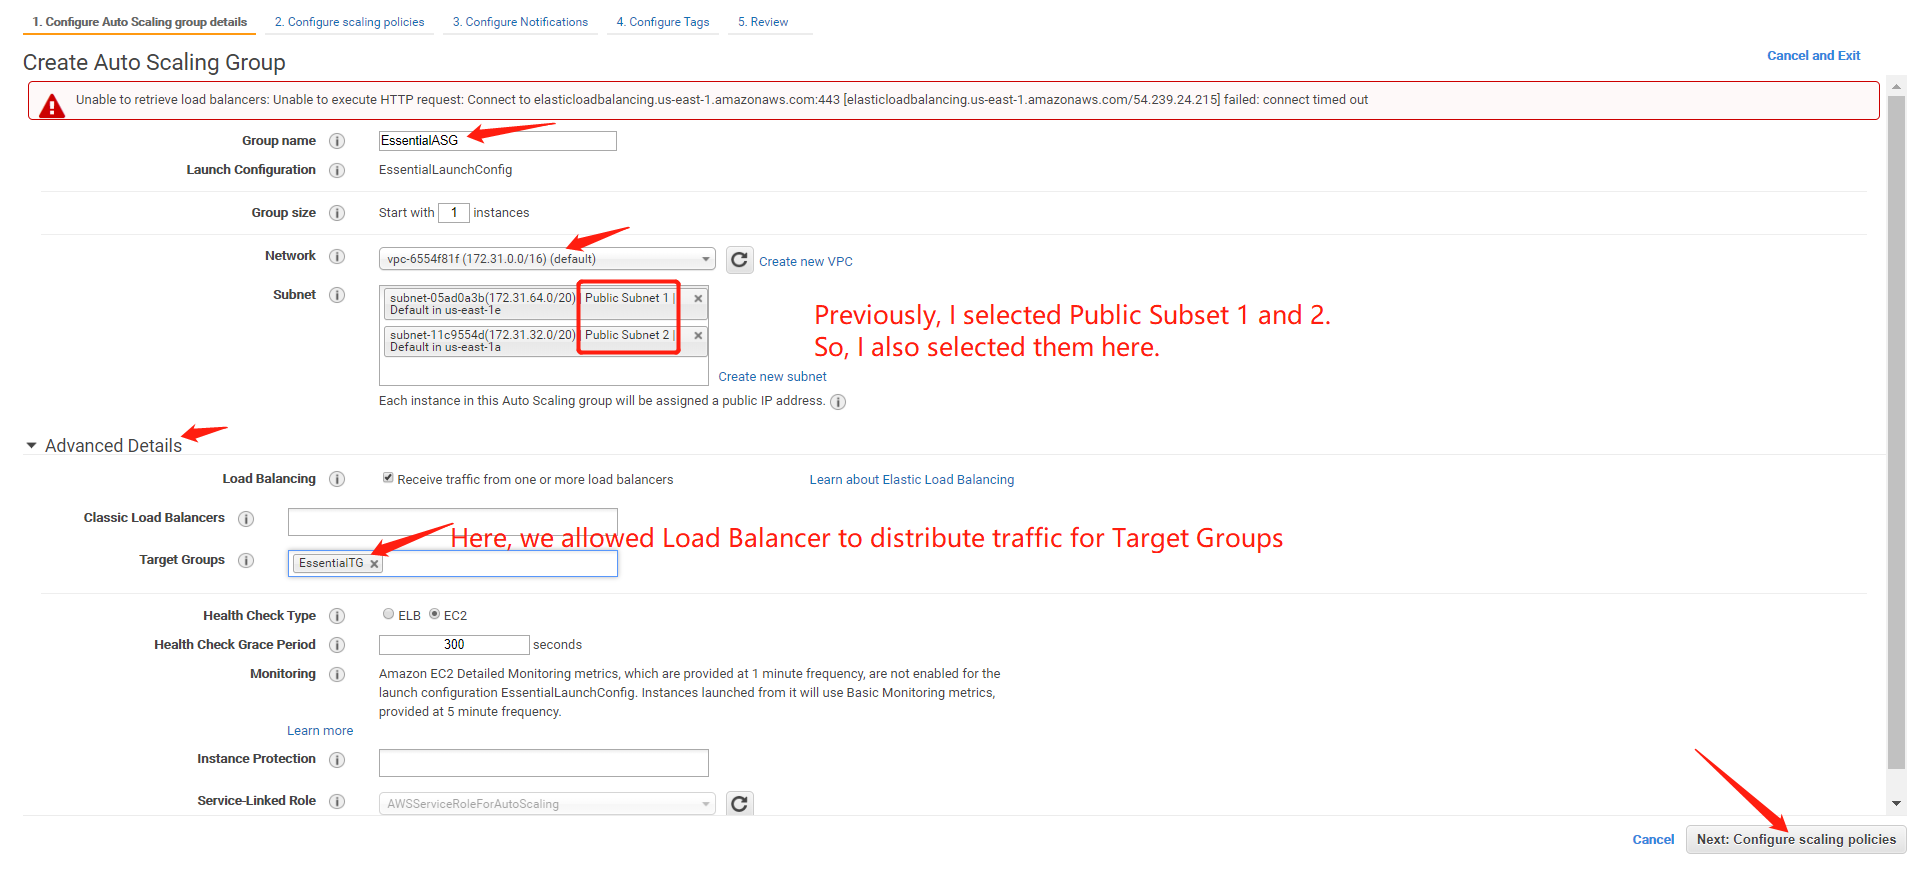 1. Configure Auto Scaling group details 2. Configure scaling policies 3. Configure Notifications 4. Configure Tags 5. Review
Create Auto Scaling Group
Cancel and Exit
Unable to retrieve load balancers: Unable to execute HTTP request: Connect to elasticloadbalancing.us-east-1.amazonaws.com:443 [elasticloadbalancing.us-east-1.amazonaws.com/54.239.24.215] failed: connect timed out
Group name EssentialASG
Launch Configuration EssentialLaunchConfig
Group size Start with 1 instances
Network vpc-6554f81f (172.31.0.0/16) (default) Create new VPC
Subnet subnet-05ad0a3b(172.31.64.0/20) Public Subnet 1 |
Default in us-east-1e
subnet-11c9554d(172.31.32.0/20) Public Subnet 2 |
Default in us-east-1a
Previously, I selected Public Subset 1 and 2.
So, I also selected them here.
Create new subnet
Each instance in this Auto Scaling group will be assigned a public IP address.
Advanced Details
Load Balancing Receive traffic from one or more load balancers Learn about Elastic Load Balancing
Classic Load Balancers
Here, we allowed Load Balancer to distribute traffic for Target Groups
Target Groups EssentialTG
Health Check Type ELB EC2
Health Check Grace Period 300 seconds
Monitoring Amazon EC2 Detailed Monitoring metrics, which are provided at 1 minute frequency, are not enabled for the
launch configuration EssentialLaunchConfig. Instances launched from it will use Basic Monitoring metrics,
provided at 5 minute frequency.
Learn more
Instance Protection
Service-Linked Role AWSServiceRoleForAutoScaling
Cancel Next: Configure scaling policies